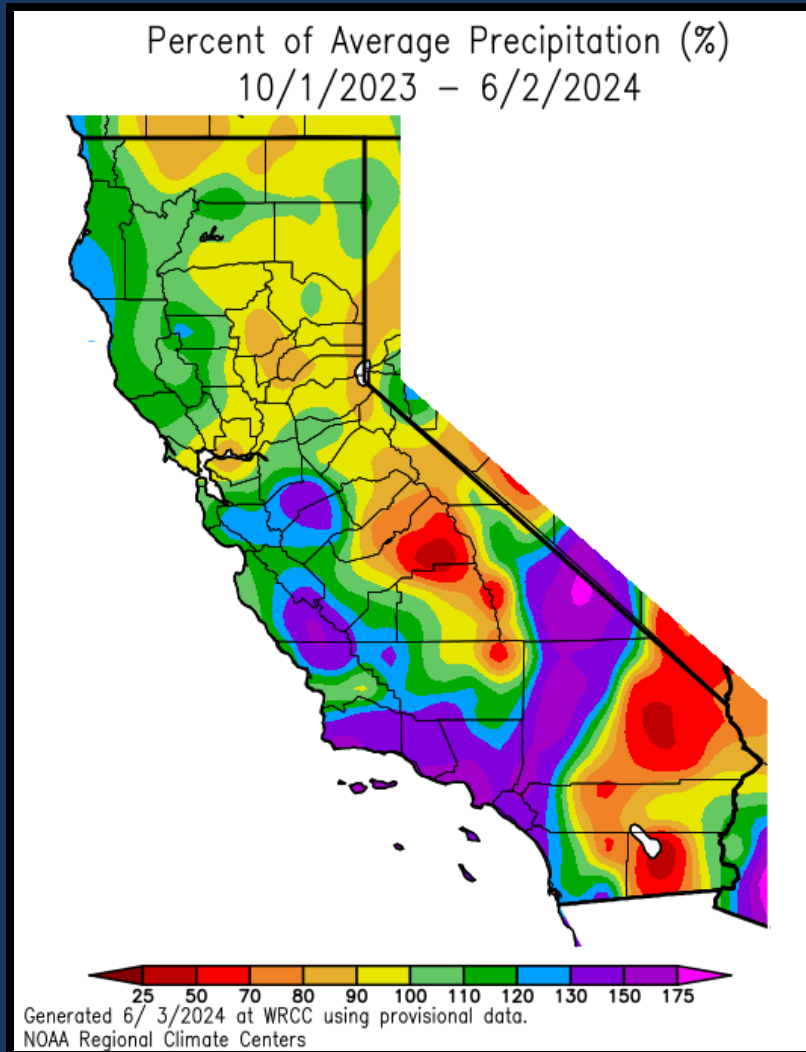 Percent of Average Precipitation (%)
10/1/2023 – 6/2/2024
25 50 70 80 90 100 110 120 130 150 175
Generated 6/ 3/2024 at WRCC using provisional data.
NOAA Regional Climate Centers